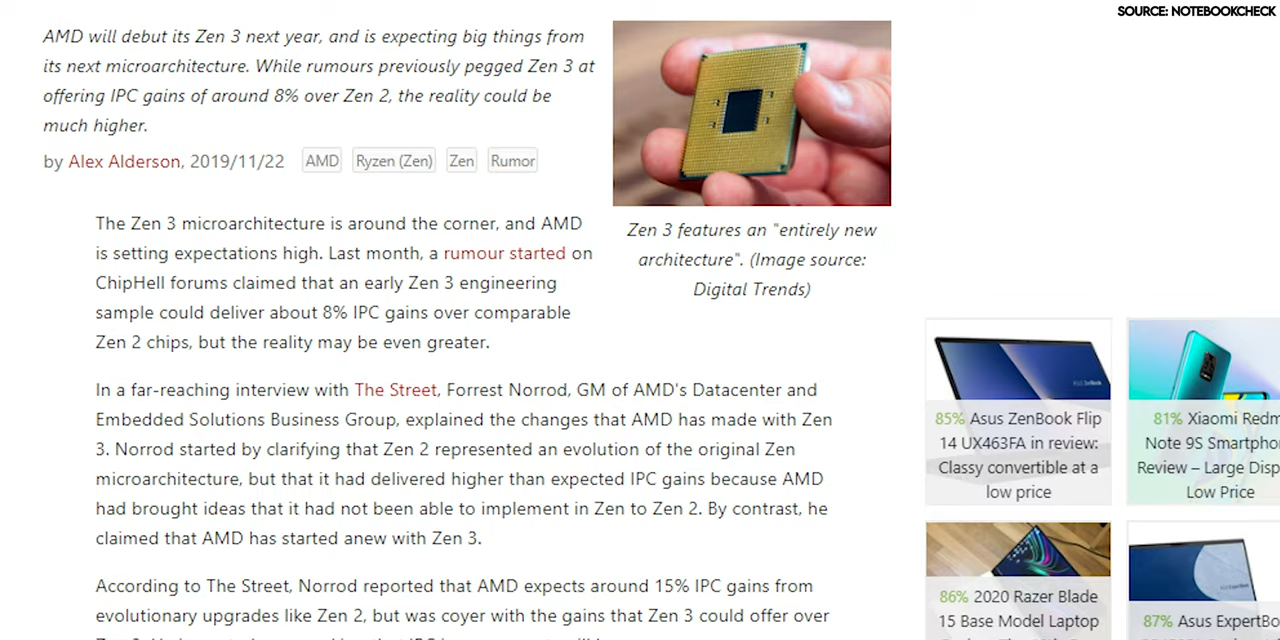 SOURCE: NOTEBOOKCHECK
AMD will debut its Zen 3 next year, and is expecting big things from
its next microarchitecture. While rumours previously pegged Zen 3 at
offering IPC gains of around 8% over Zen 2, the reality could be
much higher.
by Alex Alderson, 2019/11/22 AMD Ryzen (Zen) Zen Rumor
Zen 3 features an "entirely new
architecture". (Image source:
Digital Trends)
The Zen 3 microarchitecture is around the corner, and AMD
is setting expectations high. Last month, a rumour started on
ChipHell forums claimed that an early Zen 3 engineering
sample could deliver about 8% IPC gains over comparable
Zen 2 chips, but the reality may be even greater.
In a far-reaching interview with The Street, Forrest Norrod, GM of AMD's Datacenter and
Embedded Solutions Business Group, explained the changes that AMD has made with Zen
3. Norrod started by clarifying that Zen 2 represented an evolution of the original Zen
microarchitecture, but that it had delivered higher than expected IPC gains because AMD
had brought ideas that it had not been able to implement in Zen to Zen 2. By contrast, he
claimed that AMD has started anew with Zen 3.
According to The Street, Norrod reported that AMD expects around 15% IPC gains from
evolutionary upgrades like Zen 2, but was coyer with the gains that Zen 3 could offer over
85% Asus ZenBook Flip
14 UX463FA in review:
Classy convertible at a
low price
81% Xiaomi Redm
Note 9S Smartpho
Review – Large Disp
Low Price
86% 2020 Razer Blade
15 Base Model Laptop
87% Asus ExpertBo